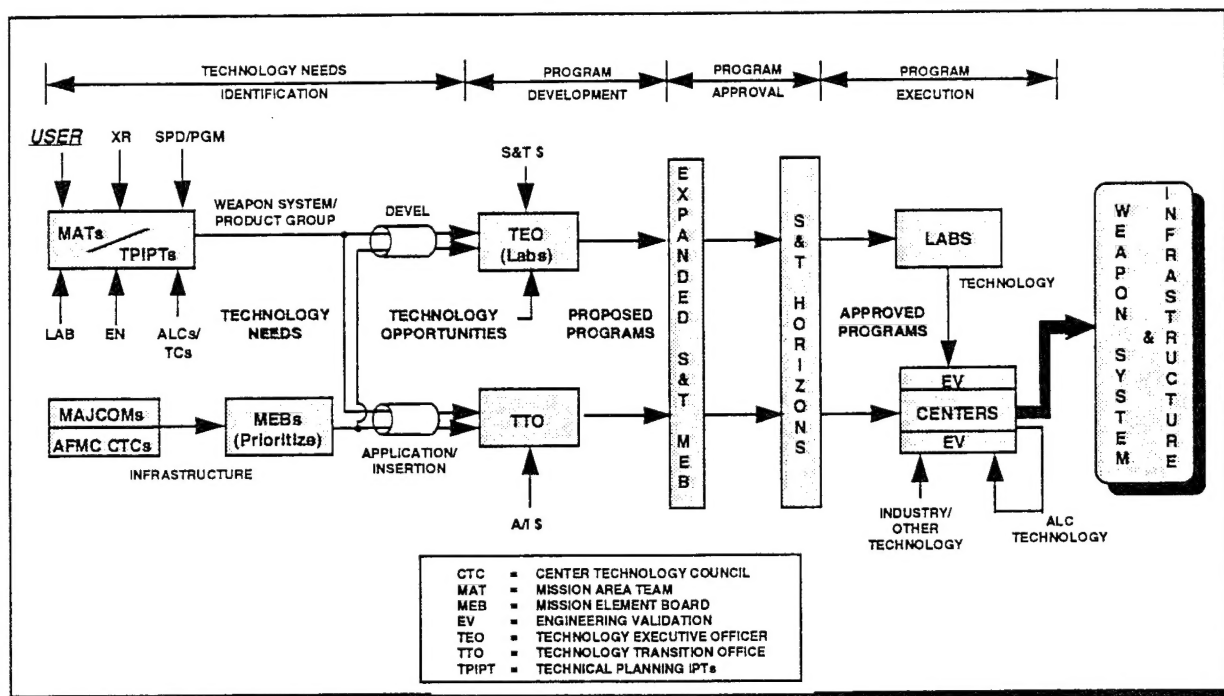 TECHNOLOGY NEEDS
IDENTIFICATION
PROGRAM
DEVELOPMENT
PROGRAM
APPROVAL
PROGRAM
EXECUTION
USER
XR
SPD/PGM
S&T $
WEAPON SYSTEM/
PRODUCT GROUP
DEVEL
MATs
TPIPTs
TEO
(Labs)
LABS
TECHNOLOGY
LAB
EN
ALCs/
TCs
TECHNOLOGY
NEEDS
TECHNOLOGY
OPPORTUNITIES
PROPOSED
PROGRAMS
EXPANDED S&T MEB
S&T HORIZONS
APPROVED
PROGRAMS
WEAPON SYSTEM
&
INFRASTRUCTURE
MAJCOMs
AFMC CTCs
INFRASTRUCTURE
MEBs
(Prioritize)
APPLICATION/
INSERTION
TTO
A/I $
EV
CENTERS
EV
INDUSTRY/
OTHER
TECHNOLOGY
ALC
TECHNOLOGY
CTC = CENTER TECHNOLOGY COUNCIL
MAT = MISSION AREA TEAM
MEB = MISSION ELEMENT BOARD
EV = ENGINEERING VALIDATION
TEO = TECHNOLOGY EXECUTIVE OFFICER
TTO = TECHNOLOGY TRANSITION OFFICE
TPIPT = TECHNICAL PLANNING IPTs